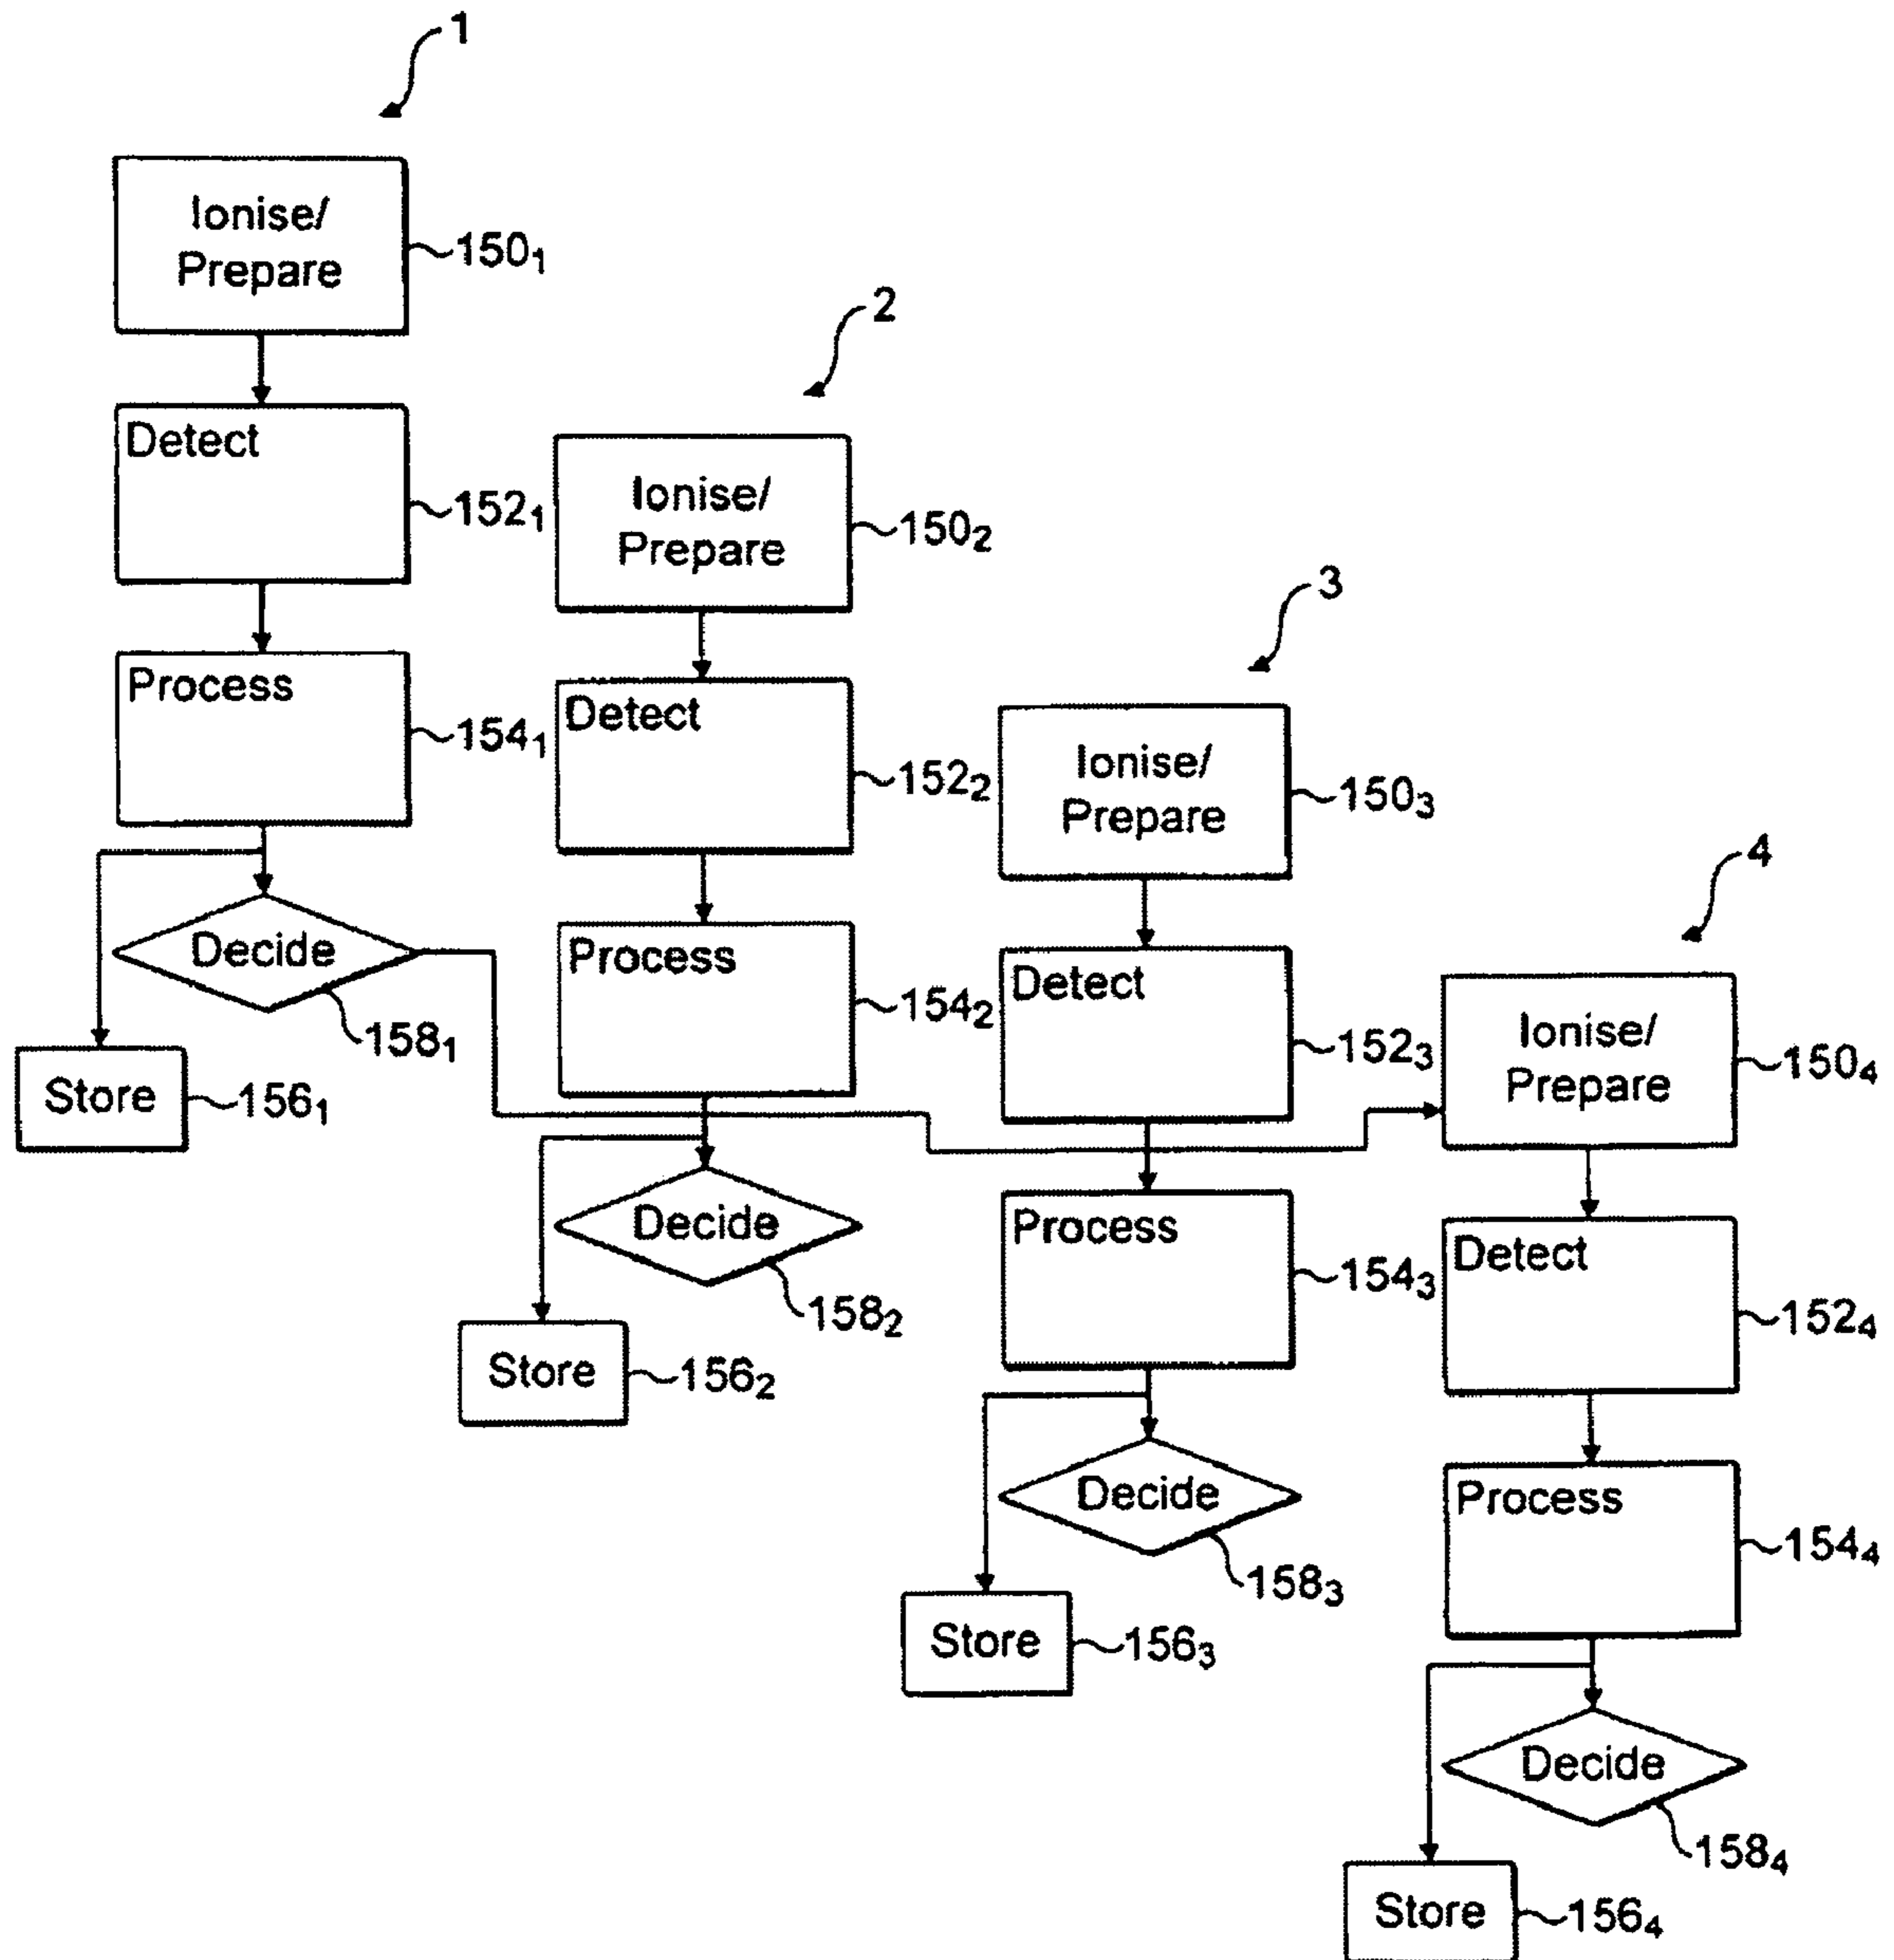 1
Ionise/
Prepare
150₁
Detect
152₁
Process
154₁
Decide
158₁
Store
156₁
2
Ionise/
Prepare
150₂
Detect
152₂
Process
154₂
Decide
158₂
Store
156₂
3
Ionise/
Prepare
150₃
Detect
152₃
Process
154₃
Decide
158₃
Store
156₃
4
Ionise/
Prepare
150₄
Detect
152₄
Process
154₄
Decide
158₄
Store
156₄